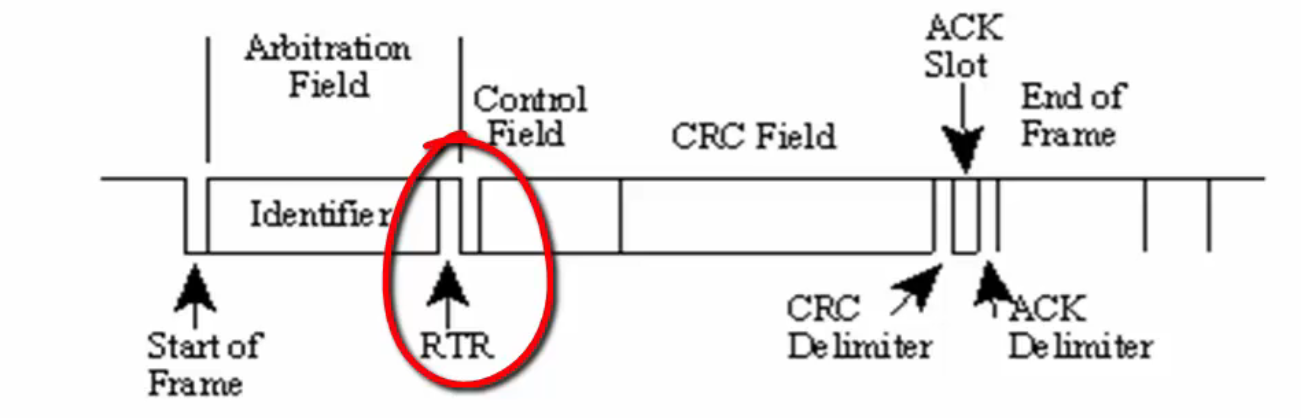 Arbitration
Field
Control
Field
CRC Field
ACK
Slot
End of
Frame
Identifier
Start of
Frame
RTR
CRC
Delimiter
ACK
Delimiter